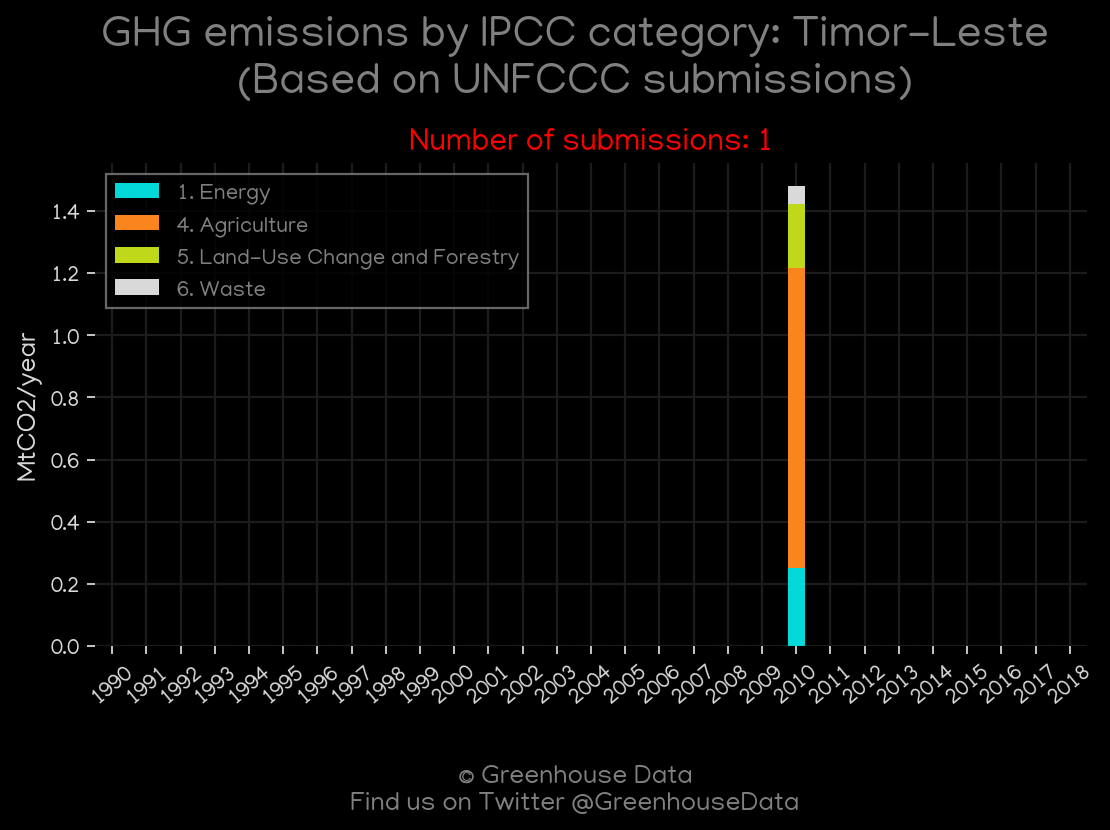 GHG emissions by IPCC category: Timor-Leste
(Based on UNFCCC submissions)
Number of submissions: 1
1. Energy
4. Agriculture
5. Land-Use Change and Forestry
6. Waste
MtCO2/year
1.4
1.2
1.0
0.8
0.6
0.4
0.2
0.0
1990 1991 1992 1993 1994 1995 1996 1997 1998 1999 2000 2001 2002 2003 2004 2005 2006 2007 2008 2009 2010 2011 2012 2013 2014 2015 2016 2017 2018
© Greenhouse Data
Find us on Twitter @GreenhouseData